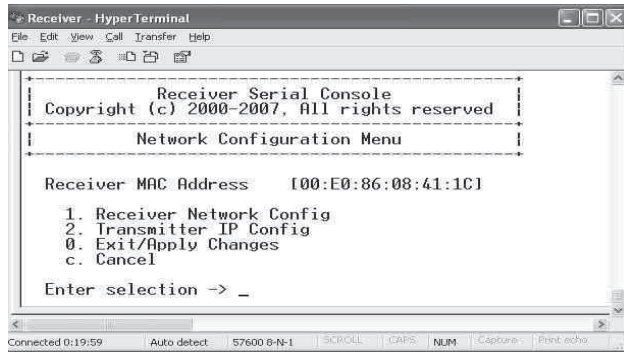 Receiver - HyperTerminal
File Edit View Call Transfer Help
Receiver Serial Console
Copyright (c) 2000-2007, All rights reserved
Network Configuration Menu
Receiver MAC Address [00:E0:86:08:41:1C]
1. Receiver Network Config
2. Transmitter IP Config
0. Exit/Apply Changes
c. Cancel
Enter selection -> _
Connected 0:19:59 Auto detect 57600 8-N-1 SCROLL CAPS NUM Capture Print echo